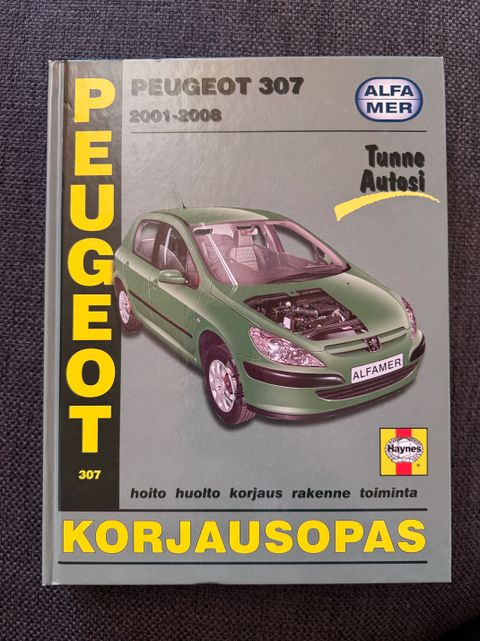 PEUGEOT
307
PEUGEOT 307
2001-2008
ALFA
MER
Tunne
Autosi
ALFAMER
Haynes
®
hoito huolto korjaus rakenne toiminta
KORJAUSOPAS